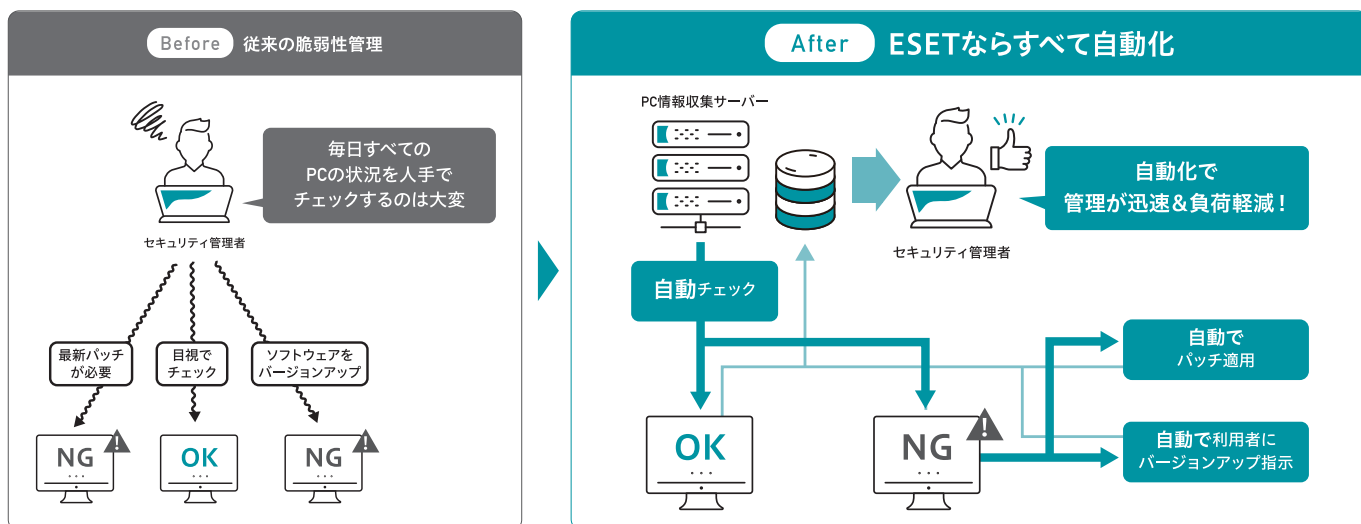 Before 従来の脆弱性管理
毎日すべての
PCの状況を人手で
チェックするのは大変
セキュリティ管理者
最新パッチ
が必要
目視で
チェック
ソフトウェアを
バージョンアップ
NG
OK
NG
After ESETならすべて自動化
PC情報収集サーバー
自動化で
管理が迅速&負荷軽減！
セキュリティ管理者
自動チェック
自動で
パッチ適用
自動で利用者に
バージョンアップ指示
OK
NG